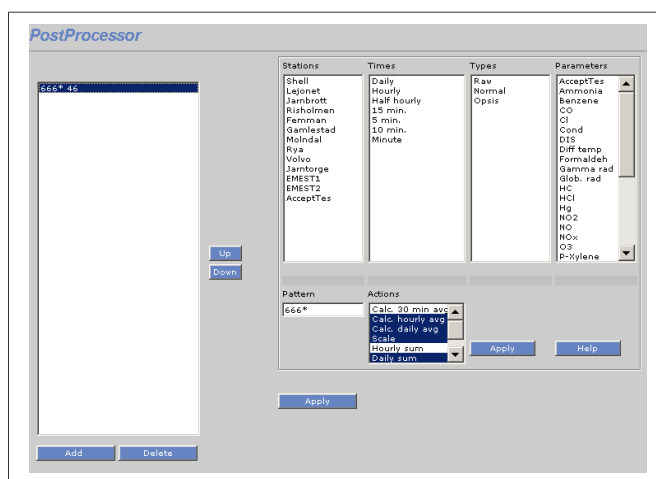 PostProcessor
666* 46
Up
Down
Add
Delete
Stations
Shell
Lejonet
Jarnbrott
Risholmen
Femman
Gamlestad
Molndal
Rya
Volvo
Jarntorge
EMEST1
EMEST2
AcceptTes
Times
Daily
Hourly
Half hourly
15 min.
5 min.
10 min.
Minute
Types
Raw
Normal
Opsis
Parameters
AcceptTes
Ammonia
Benzene
CO
Cl
Cond
DIS
Diff temp
Formaldeh
Gamma rad
Glob. rad
HC
HCl
Hg
NO2
NO
NOx
O3
P-Xylene
Pattern
666*
Actions
Calc. 30 min avg
Calc. hourly avg
Calc. daily avg
Scale
Hourly sum
Daily sum
Apply
Help
Apply